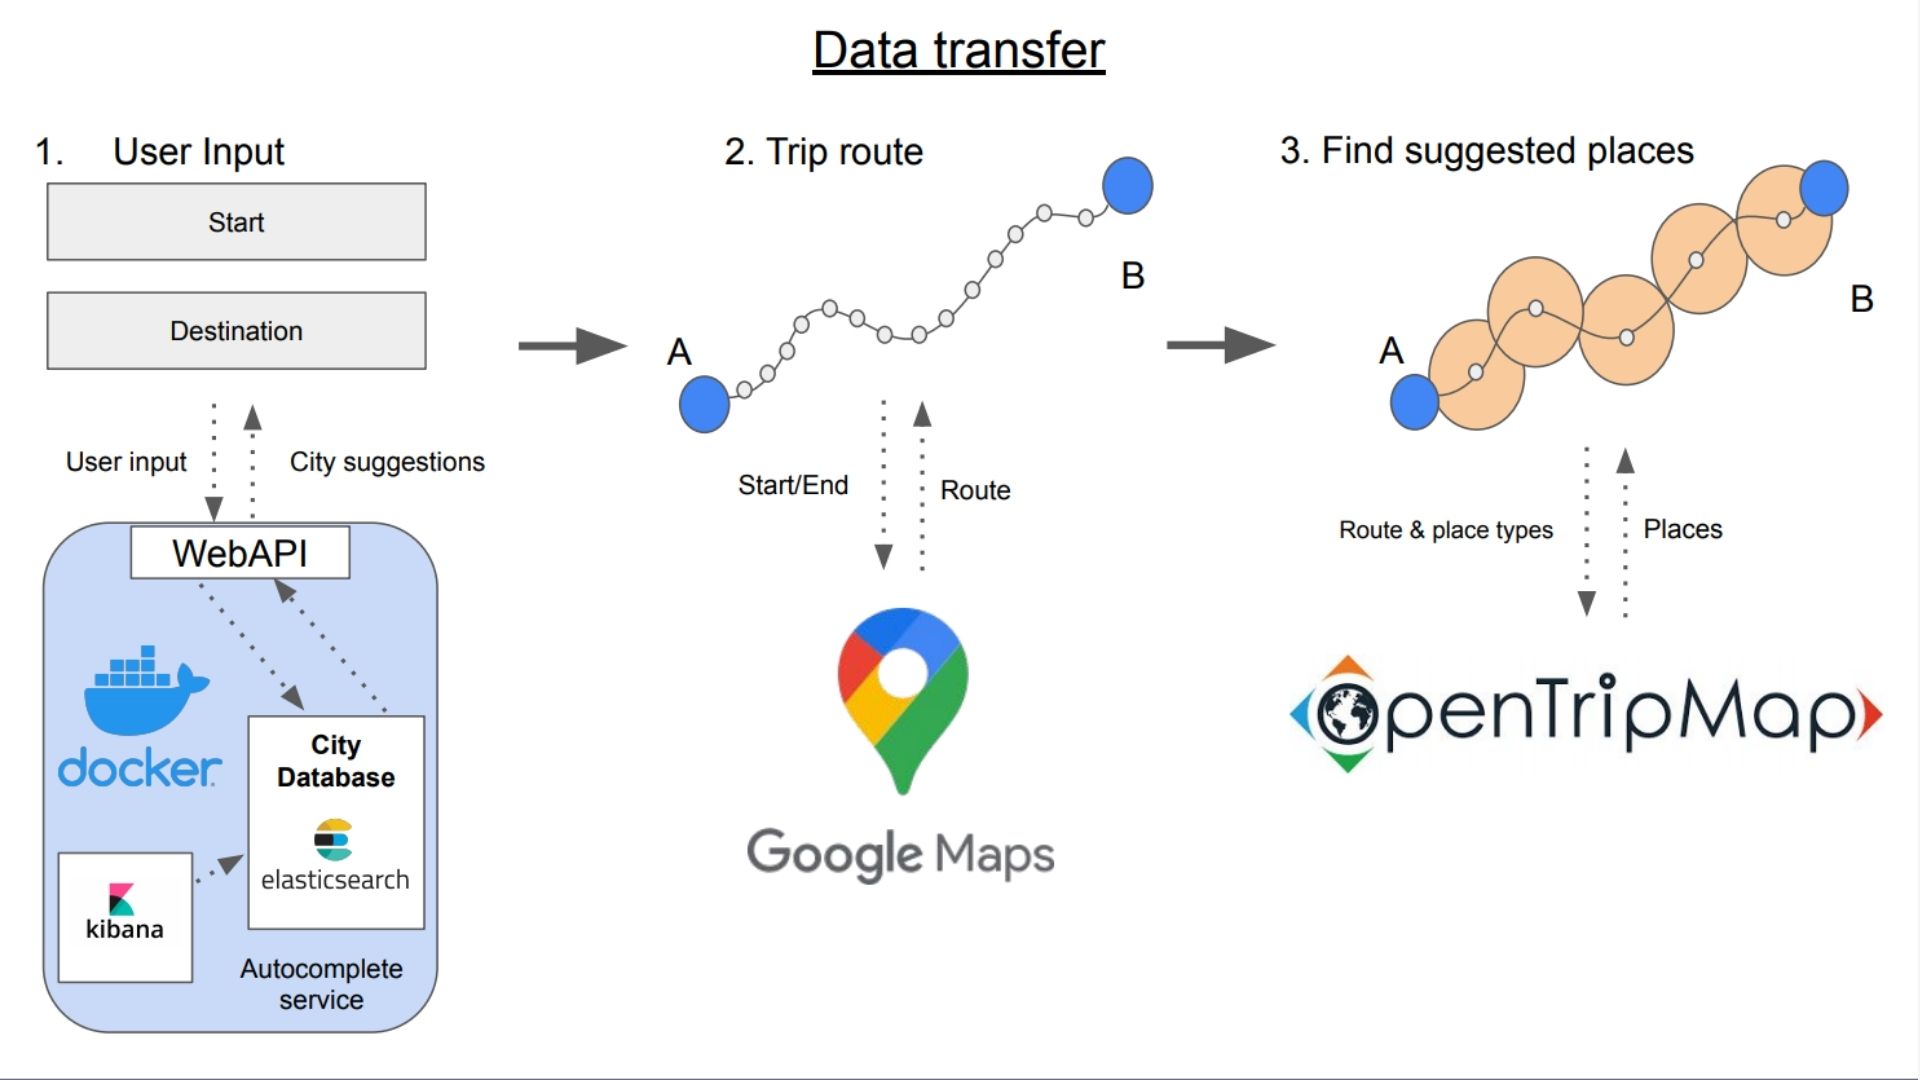 Data transfer
1. User Input
Start
Destination
User input
City suggestions
WebAPI
docker
City
Database
elasticsearch
kibana
Autocomplete
service
2. Trip route
A
B
Start/End
Route
Google Maps
3. Find suggested places
A
B
Route & place types
Places
OpenTripMap